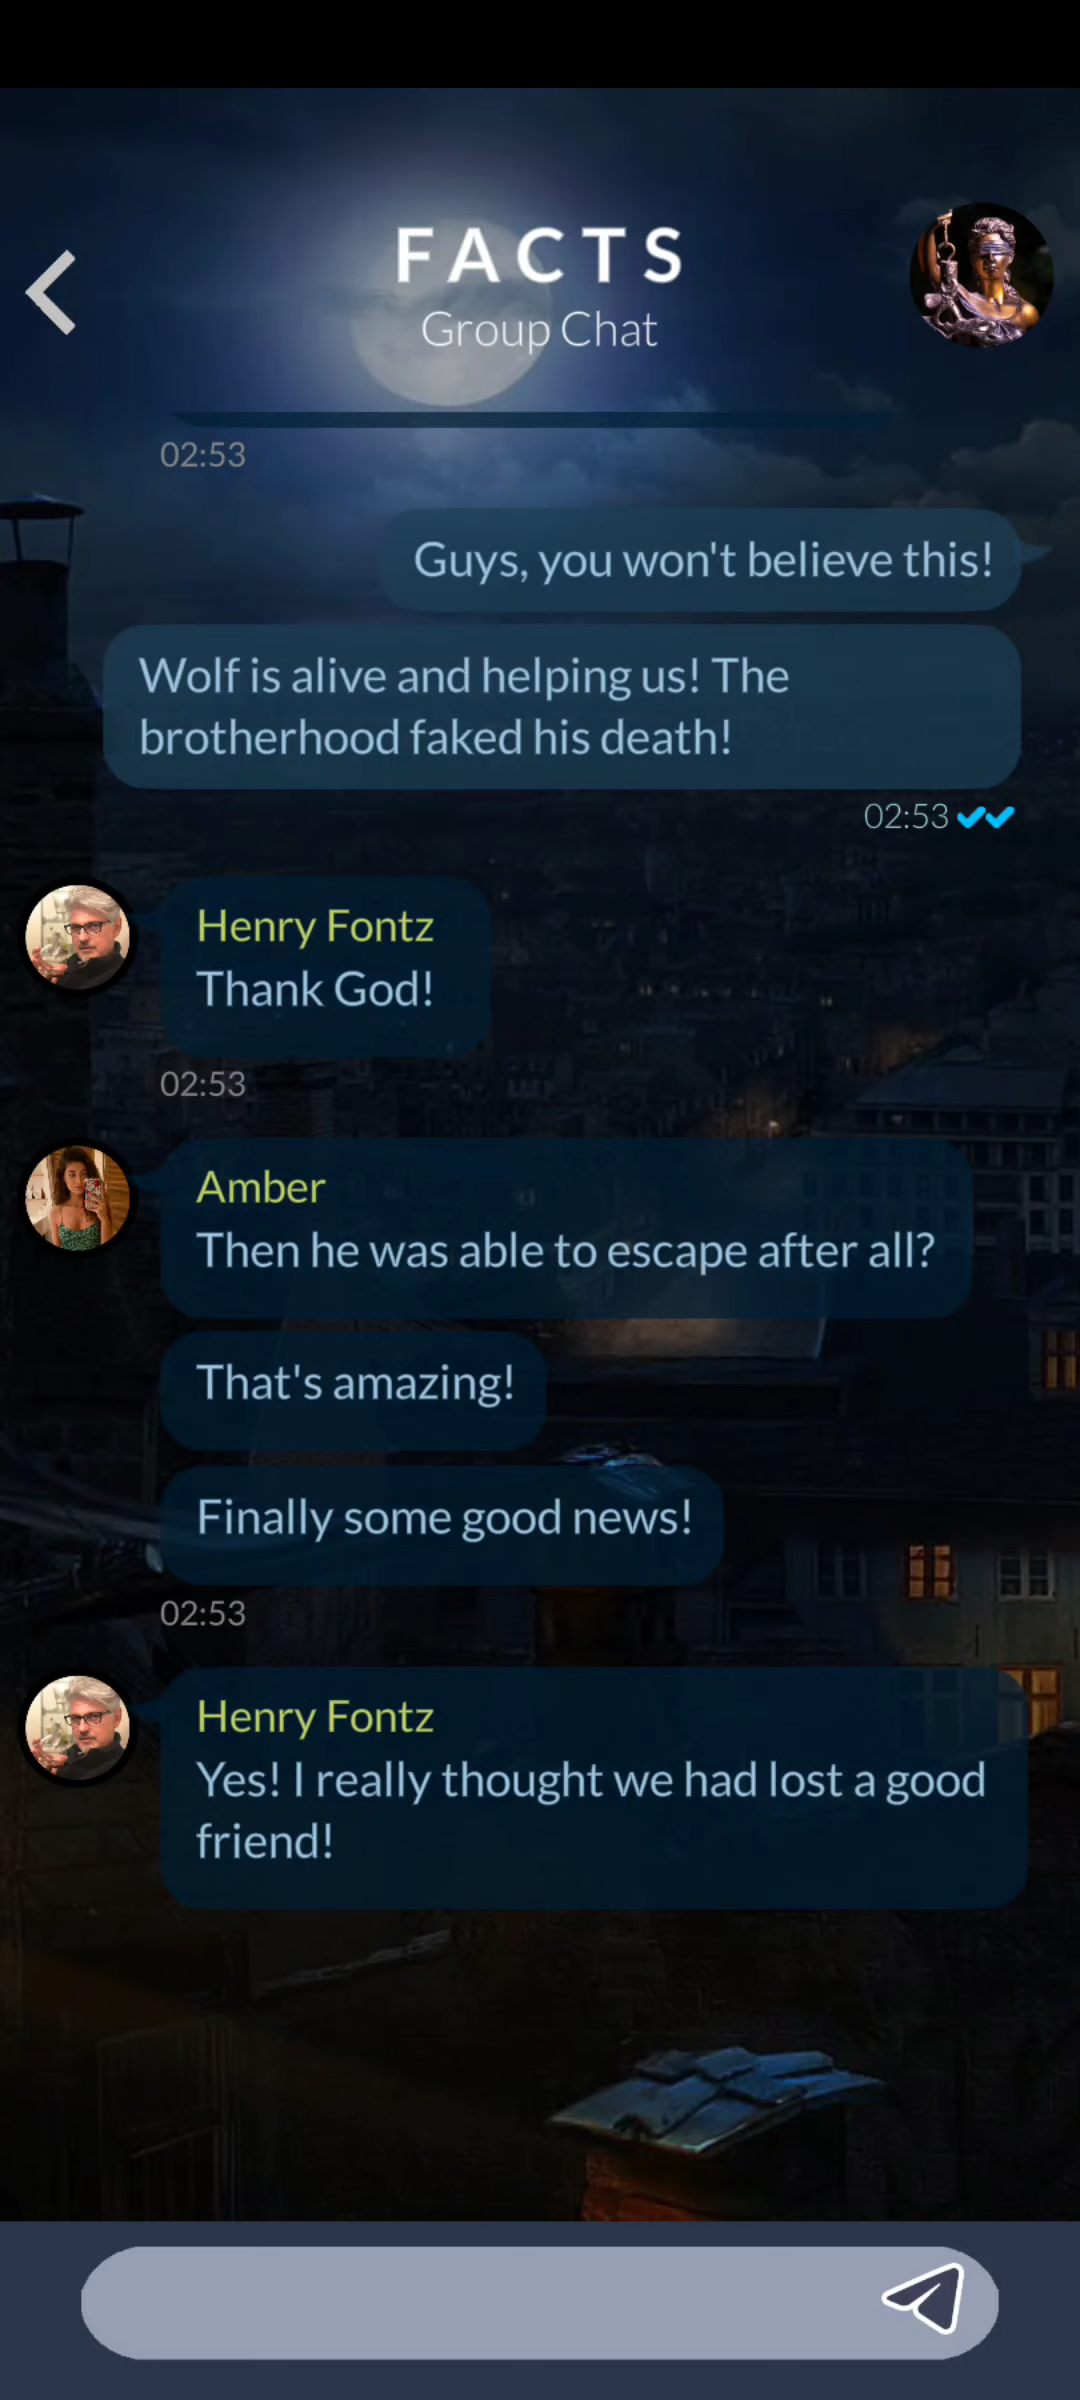 FACTS
Group Chat
02:53
Guys, you won't believe this!
Wolf is alive and helping us! The
brotherhood faked his death!
02:53
Henry Fontz
Thank God!
02:53
Amber
Then he was able to escape after all?
That's amazing!
Finally some good news!
02:53
Henry Fontz
Yes! I really thought we had lost a good
friend!